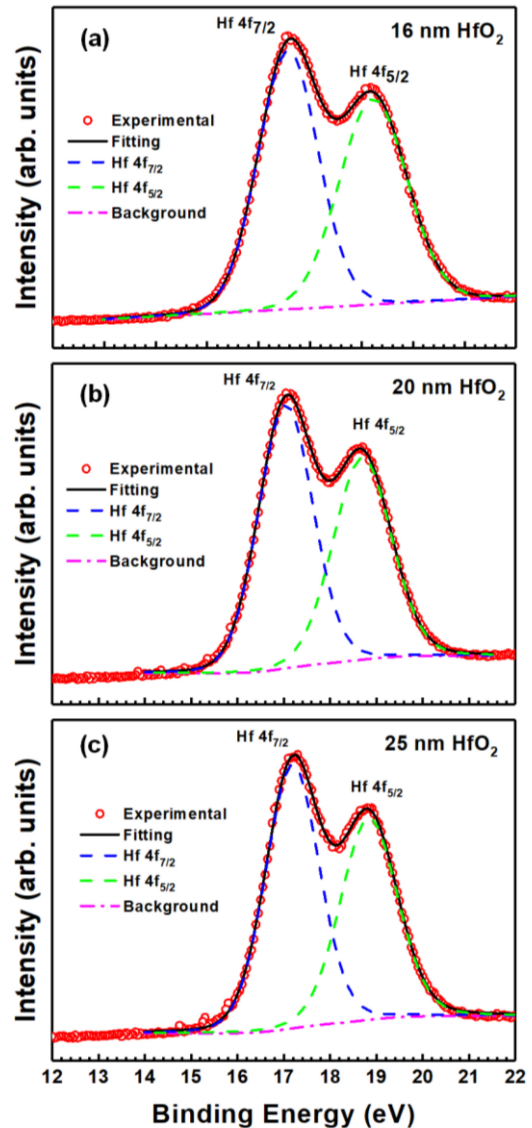 Hf 4f7/2
(a)
16 nm HfO2
Hf 4f5/2
Experimental
Fitting
Hf 4f7/2
Hf 4f5/2
Background
Intensity (arb. units)
Hf 4f7/2
(b)
20 nm HfO2
Hf 4f5/2
Experimental
Fitting
Hf 4f7/2
Hf 4f5/2
Background
Intensity (arb. units)
Hf 4f7/2
(c)
25 nm HfO2
Hf 4f5/2
Experimental
Fitting
Hf 4f7/2
Hf 4f5/2
Background
Intensity (arb. units)
12 13 14 15 16 17 18 19 20 21 22
Binding Energy (eV)